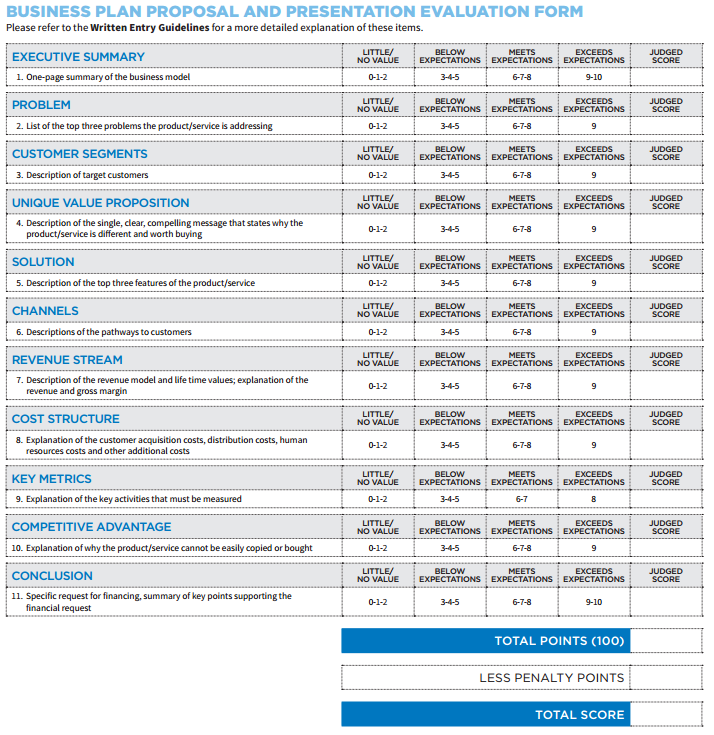 BUSINESS PLAN PROPOSAL AND PRESENTATION EVALUATION FORM
Please refer to the Written Entry Guidelines for a more detailed explanation of these items.
EXECUTIVE SUMMARY LITTLE/ NO VALUE BELOW EXPECTATIONS MEETS EXPECTATIONS EXCEEDS EXPECTATIONS JUDGED SCORE
1. One-page summary of the business model 0-1-2 3-4-5 6-7-8 9-10
PROBLEM LITTLE/ NO VALUE BELOW EXPECTATIONS MEETS EXPECTATIONS EXCEEDS EXPECTATIONS JUDGED SCORE
2. List of the top three problems the product/service is addressing 0-1-2 3-4-5 6-7-8 9
CUSTOMER SEGMENTS LITTLE/ NO VALUE BELOW EXPECTATIONS MEETS EXPECTATIONS EXCEEDS EXPECTATIONS JUDGED SCORE
3. Description of target customers 0-1-2 3-4-5 6-7-8 9
UNIQUE VALUE PROPOSITION LITTLE/ NO VALUE BELOW EXPECTATIONS MEETS EXPECTATIONS EXCEEDS EXPECTATIONS JUDGED SCORE
4. Description of the single, clear, compelling message that states why the
product/service is different and worth buying 0-1-2 3-4-5 6-7-8 9
SOLUTION LITTLE/ NO VALUE BELOW EXPECTATIONS MEETS EXPECTATIONS EXCEEDS EXPECTATIONS JUDGED SCORE
5. Description of the top three features of the product/service 0-1-2 3-4-5 6-7-8 9
CHANNELS LITTLE/ NO VALUE BELOW EXPECTATIONS MEETS EXPECTATIONS EXCEEDS EXPECTATIONS JUDGED SCORE
6. Descriptions of the pathways to customers 0-1-2 3-4-5 6-7-8 9
REVENUE STREAM LITTLE/ NO VALUE BELOW EXPECTATIONS MEETS EXPECTATIONS EXCEEDS EXPECTATIONS JUDGED SCORE
7. Description of the revenue model and life time values; explanation of the
revenue and gross margin 0-1-2 3-4-5 6-7-8 9
COST STRUCTURE LITTLE/ NO VALUE BELOW EXPECTATIONS MEETS EXPECTATIONS EXCEEDS EXPECTATIONS JUDGED SCORE
8. Explanation of the customer acquisition costs, distribution costs, human
resources costs and other additional costs 0-1-2 3-4-5 6-7-8 9
KEY METRICS LITTLE/ NO VALUE BELOW EXPECTATIONS MEETS EXPECTATIONS EXCEEDS EXPECTATIONS JUDGED SCORE
9. Explanation of the key activities that must be measured 0-1-2 3-4-5 6-7 8
COMPETITIVE ADVANTAGE LITTLE/ NO VALUE BELOW EXPECTATIONS MEETS EXPECTATIONS EXCEEDS EXPECTATIONS JUDGED SCORE
10. Explanation of why the product/service cannot be easily copied or bought 0-1-2 3-4-5 6-7-8 9
CONCLUSION LITTLE/ NO VALUE BELOW EXPECTATIONS MEETS EXPECTATIONS EXCEEDS EXPECTATIONS JUDGED SCORE
11. Specific request for financing, summary of key points supporting the
financial request 0-1-2 3-4-5 6-7-8 9-10
TOTAL POINTS (100)
LESS PENALTY POINTS
TOTAL SCORE